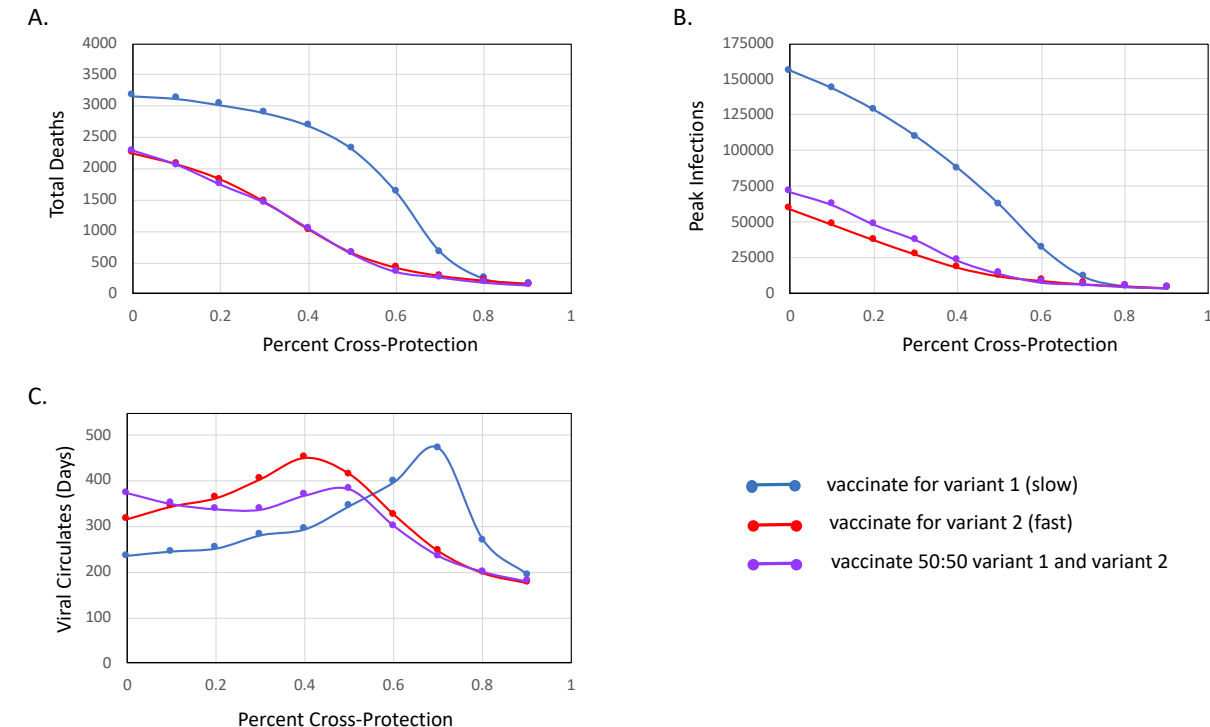 A.
4000
3500
3000
2500
2000
1500
1000
500
0
Total Deaths
0 0.2 0.4 0.6 0.8 1
Percent Cross-Protection
B.
175000
150000
125000
100000
75000
50000
25000
0
Peak Infections
0 0.2 0.4 0.6 0.8 1
Percent Cross-Protection
C.
500
400
300
200
100
0
Viral Circulates (Days)
0 0.2 0.4 0.6 0.8 1
Percent Cross-Protection
vaccinate for variant 1 (slow)
vaccinate for variant 2 (fast)
vaccinate 50:50 variant 1 and variant 2